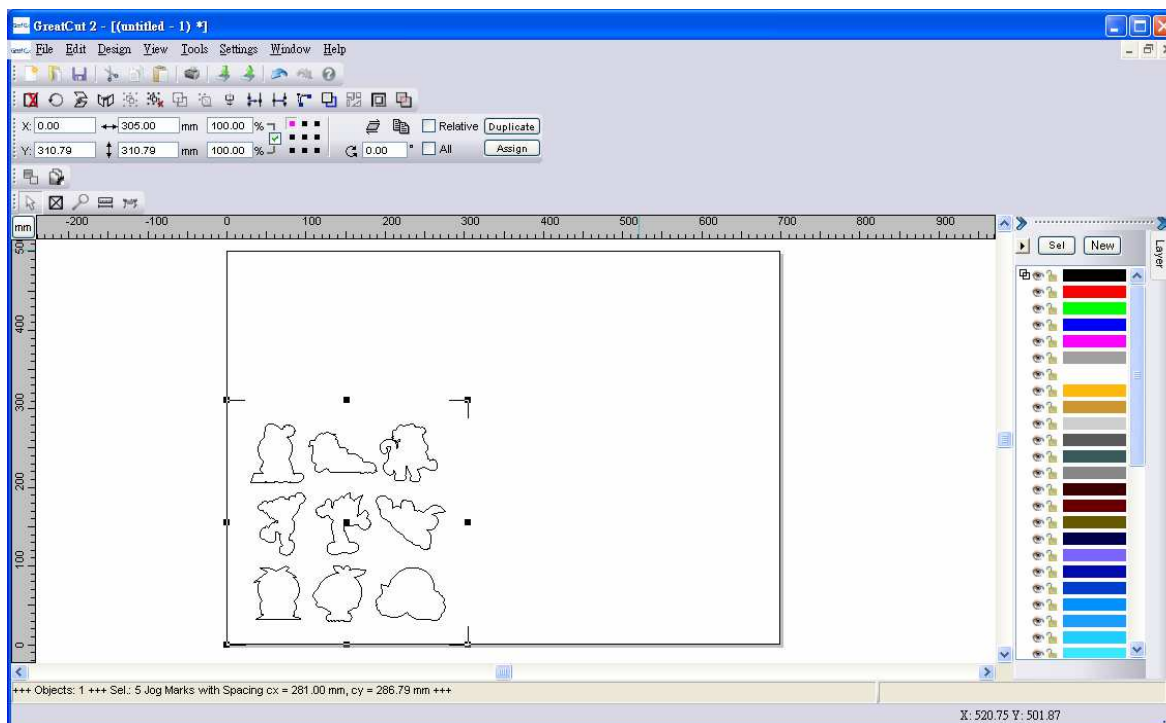 GreatCut 2 - [(untitled - 1) *]
File Edit Design View Tools Settings Window Help
X: 0.00 305.00 mm 100.00 % Relative Duplicate
Y: 310.79 310.79 mm 100.00 % 0.00 ° All Assign
mm -200 -100 0 100 200 300 400 500 600 700 800 900
Sel New
Layer
500
400
300
200
100
0
+++ Objects: 1 +++ Sel.: 5 Jog Marks with Spacing cx = 281.00 mm, cy = 286.79 mm +++
X: 520.75 Y: 501.87